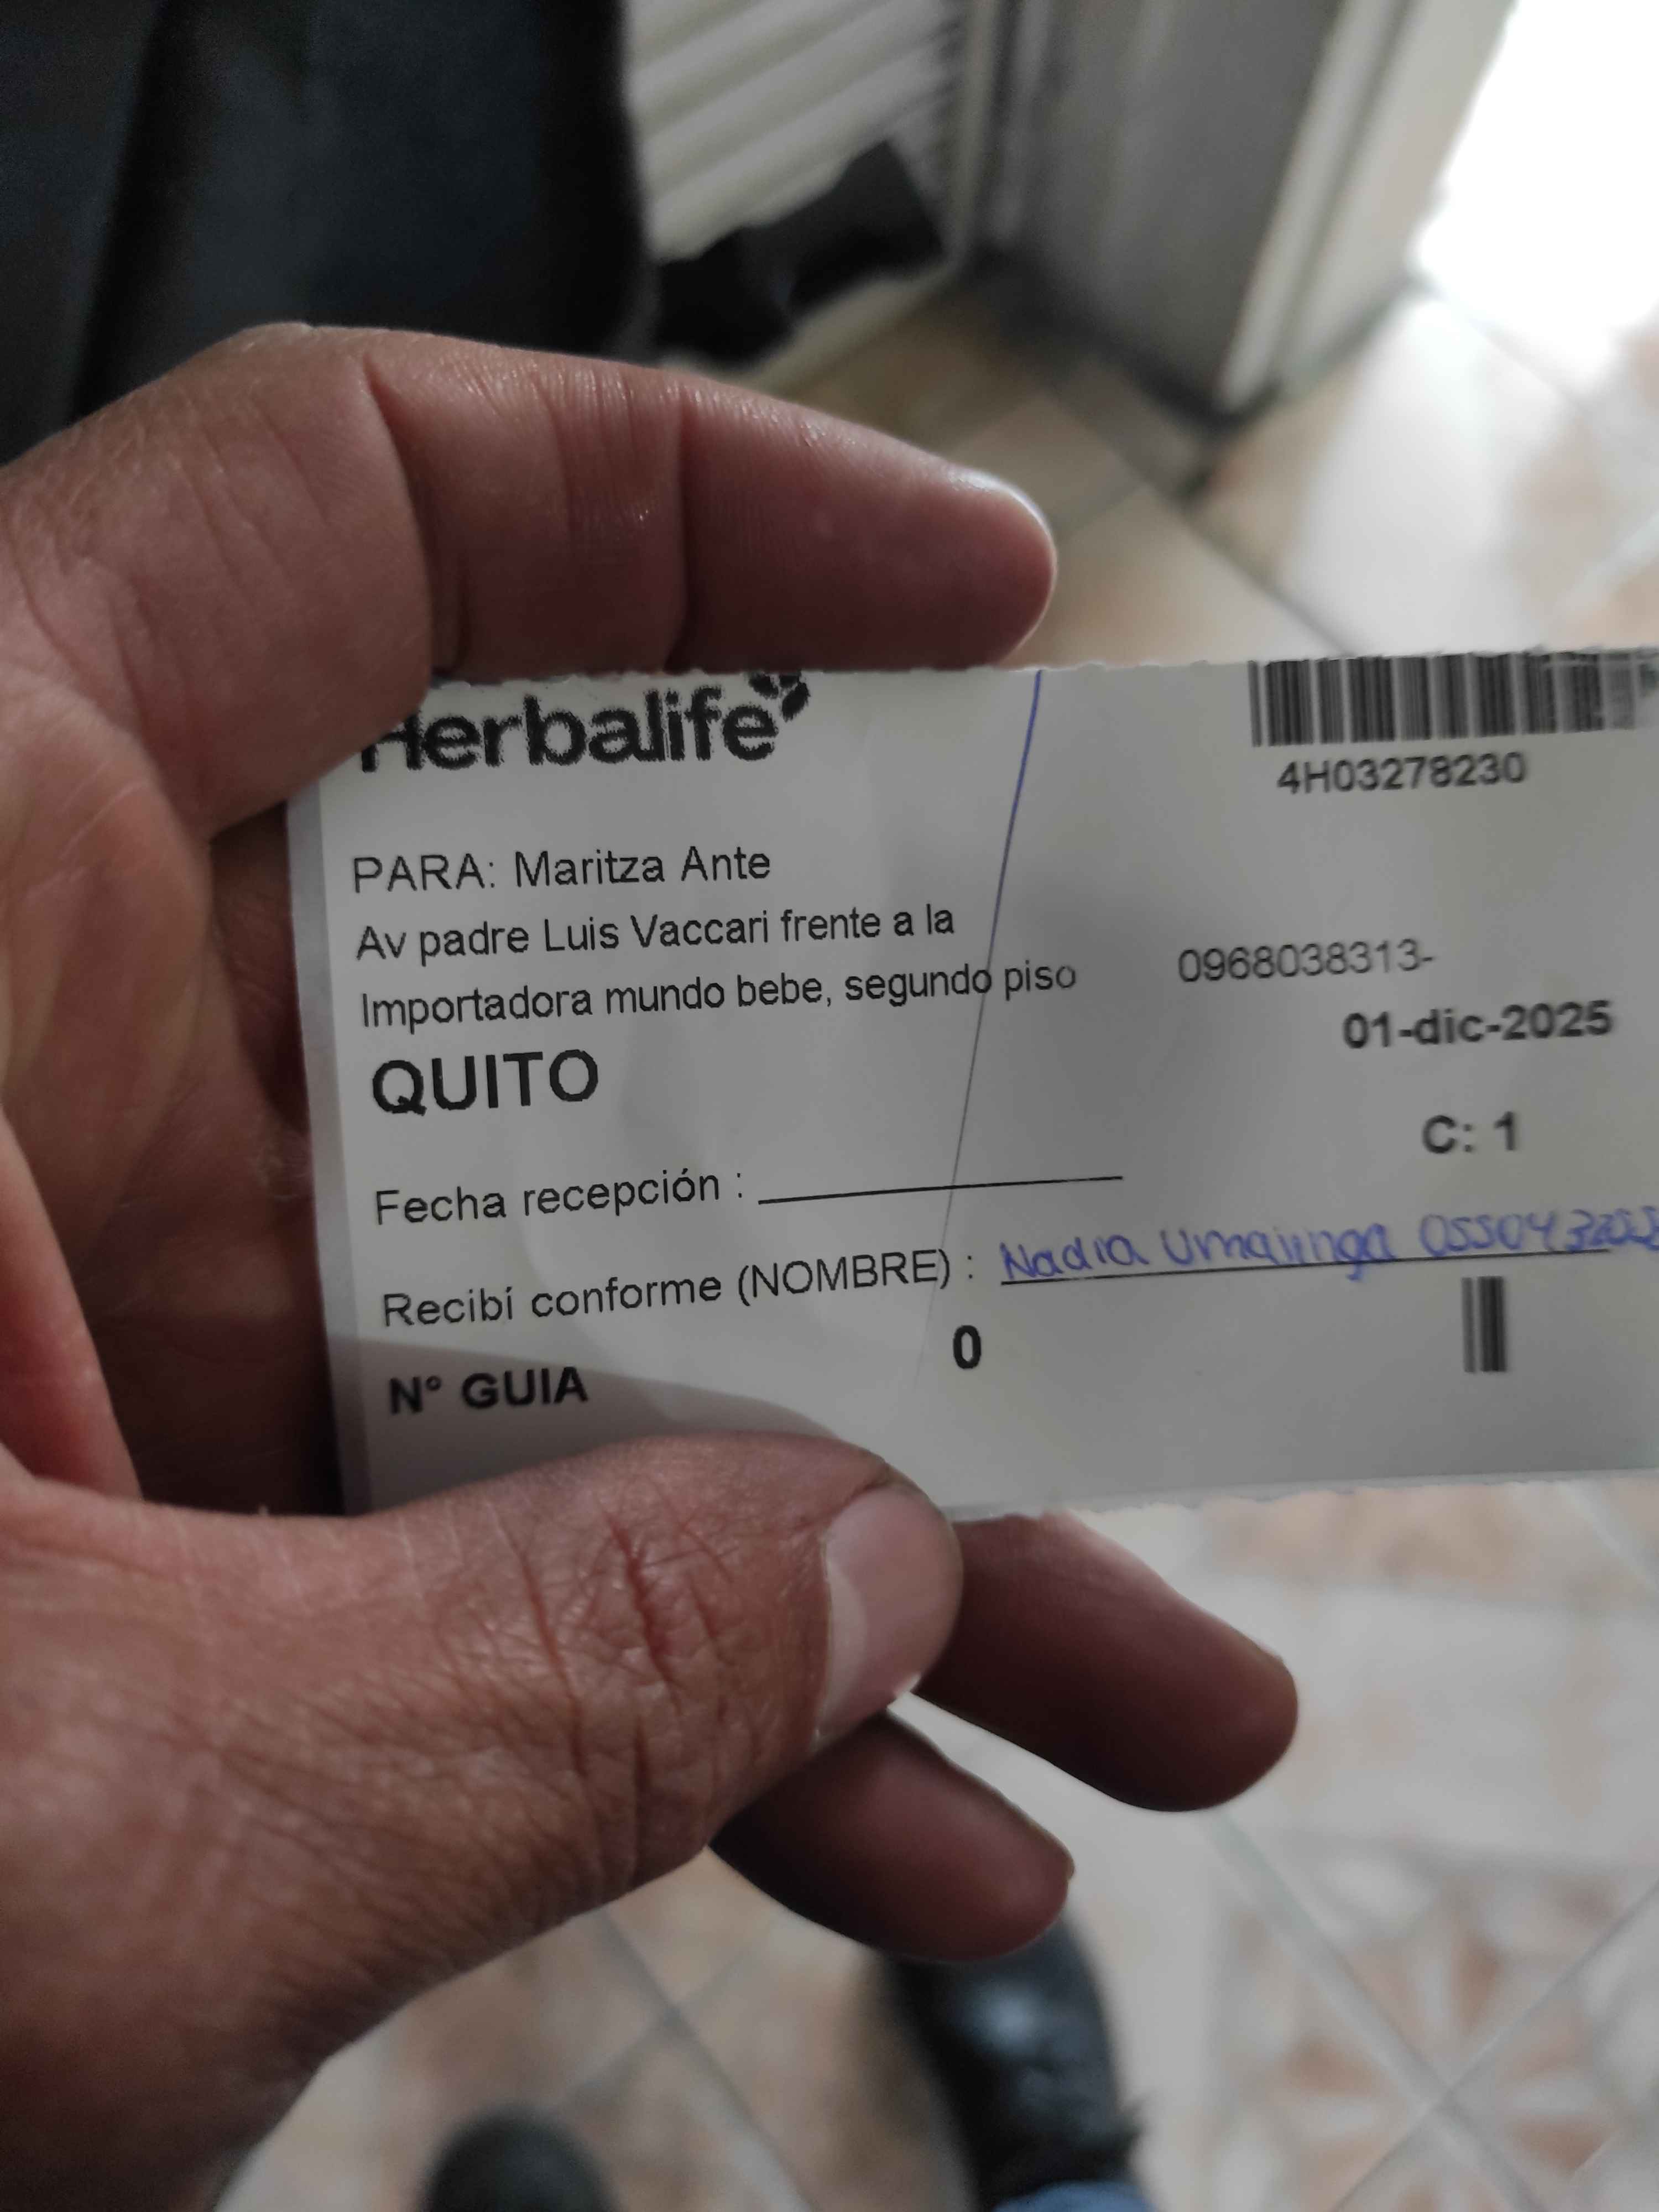 Herbalife
4H03278230
PARA: Maritza Ante
Av padre Luis Vaccari frente a la
Importadora mundo bebe, segundo piso
0968038313-
QUITO
01-dic-2025
C: 1
Fecha recepción :
Recibí conforme (NOMBRE) : Nadia
0
N° GUIA